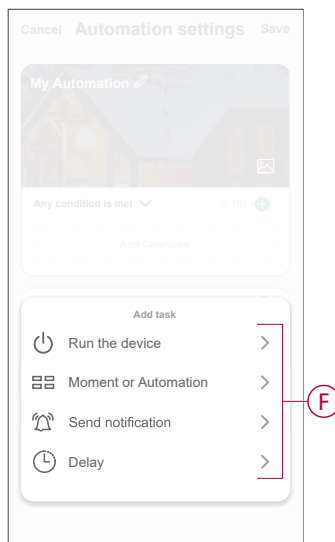 Cancel Automation settings Save
My Automation
Any condition is met (0/10)
Add Condition
Add task
Run the device
Moment or Automation
Send notification
Delay
F